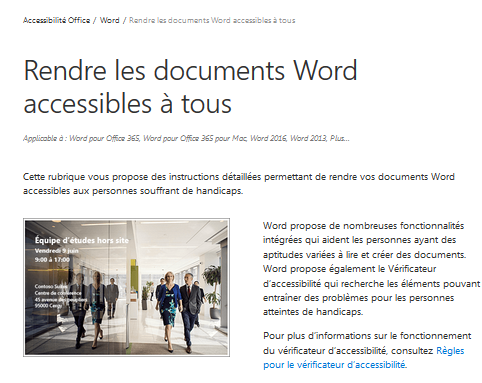 Accessibilité Office / Word / Rendre les documents Word accessibles à tous
Rendre les documents Word
accessibles à tous
Applicable à : Word pour Office 365, Word pour Office 365 pour Mac, Word 2016, Word 2013, Plus...
Cette rubrique vous propose des instructions détaillées permettant de rendre vos documents Word
accessibles aux personnes souffrant de handicaps.
Équipe d'études hors site
Vendredi 9 juin
9:00 à 17:00
Contoso Suites
Centre de conférence
45 avenue des peupliers
95000 Cergy
Word propose de nombreuses fonctionnalités
intégrées qui aident les personnes ayant des
aptitudes variées à lire et créer des documents.
Word propose également le Vérificateur
d'accessibilité qui recherche les éléments pouvant
entraîner des problèmes pour les personnes
atteintes de handicaps.
Pour plus d'informations sur le fonctionnement
du vérificateur d'accessibilité, consultez Règles
pour le vérificateur d'accessibilité.